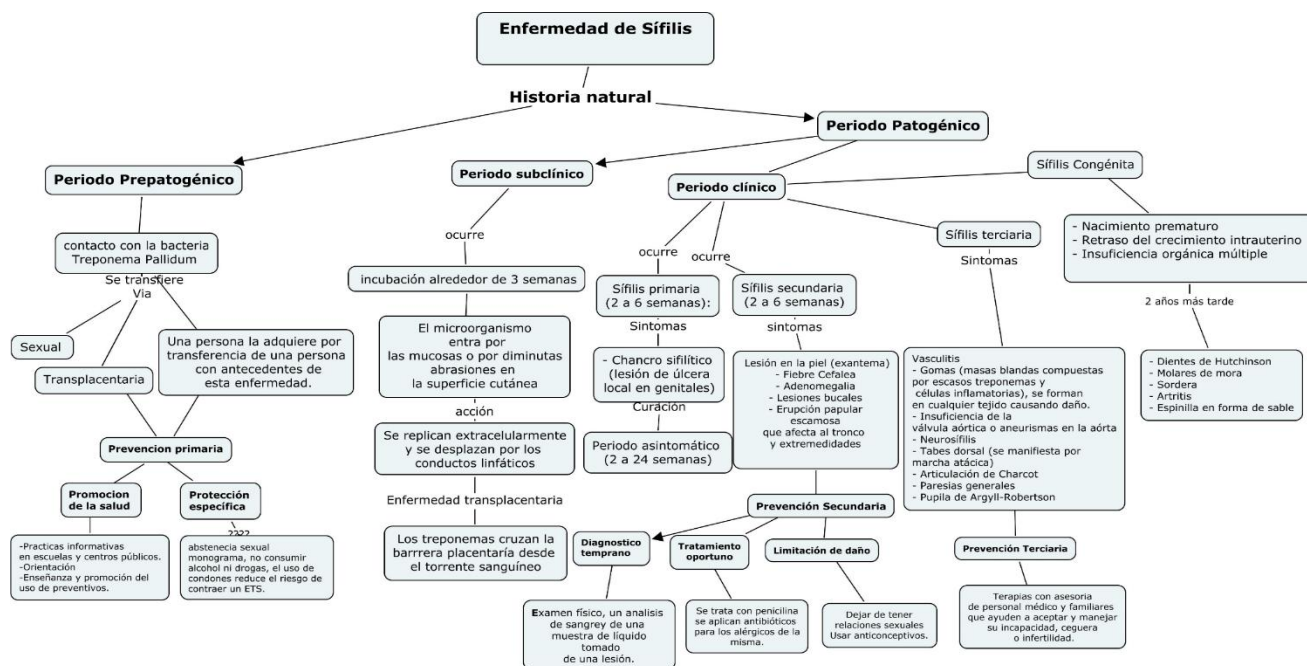 Enfermedad de Sífilis
Historia natural
Periodo Prepatogénico
contacto con la bacteria
Treponema Pallidum
Se transfiere
Via
Sexual
Transplacentaria
Una persona la adquiere por
transferencia de una persona
con antecedentes de
esta enfermedad.
Prevencion primaria
Promocion
de la salud
-Practicas informativas
en escuelas y centros públicos.
-Orientación
-Enseñanza y promoción del
uso de preventivos.
Protección
específica
????
abstenecia sexual
monograma, no consumir
alcohol ni drogas, el uso de
condones reduce el riesgo de
contraer un ETS.
Periodo Patogénico
Periodo subclínico
ocurre
incubación alrededor de 3 semanas
El microorganismo
entra por
las mucosas o por diminutas
abrasiones en
la superficie cutánea
acción
Se replican extracelularmente
y se desplazan por los
conductos linfáticos
Enfermedad transplacentaria
Los treponemas cruzan la
barrrera placentaría desde
el torrente sanguíneo
Periodo clínico
ocurre
Sífilis primaria
(2 a 6 semanas):
Sintomas
- Chancro sifilítico
(lesión de úlcera
local en genitales)
Curación
Periodo asintomático
(2 a 24 semanas)
ocurre
Sífilis secundaria
(2 a 6 semanas)
sintomas
Lesión en la piel (exantema)
- Fiebre Cefalea
- Adenomegalia
- Lesiones bucales
- Erupción papular
escamosa
que afecta al tronco
y extremedidades
Prevención Secundaria
Diagnostico
temprano
Examen físico, un analisis
de sangrey de una
muestra de líquido
tomado
de una lesión.
Tratamiento
oportuno
Se trata con penicilina
se aplican antibióticos
para los alérgicos de la
misma.
Limitación de daño
Dejar de tener
relaciones sexuales
Usar anticonceptivos.
Sífilis terciaria
Sintomas
Vasculitis
- Gomas (masas blandas compuestas
por escasos treponemas y
células inflamatorias), se forman
en cualquier tejido causando daño.
- Insuficiencia de la
válvula aórtica o aneurismas en la aórta
- Neurosífilis
- Tabes dorsal (se manifiesta por
marcha atácica)
- Articulación de Charcot
- Paresias generales
- Pupila de Argyll-Robertson
Prevención Terciaria
Terapias con asesoria
de personal médico y familiares
que ayuden a aceptar y manejar
su incapacidad, ceguera
o infertilidad.
Sífilis Congénita
- Nacimiento prematuro
- Retraso del crecimiento intrauterino
- Insuficiencia orgánica múltiple
2 años más tarde
- Dientes de Hutchinson
- Molares de mora
- Sordera
- Artritis
- Espinilla en forma de sable